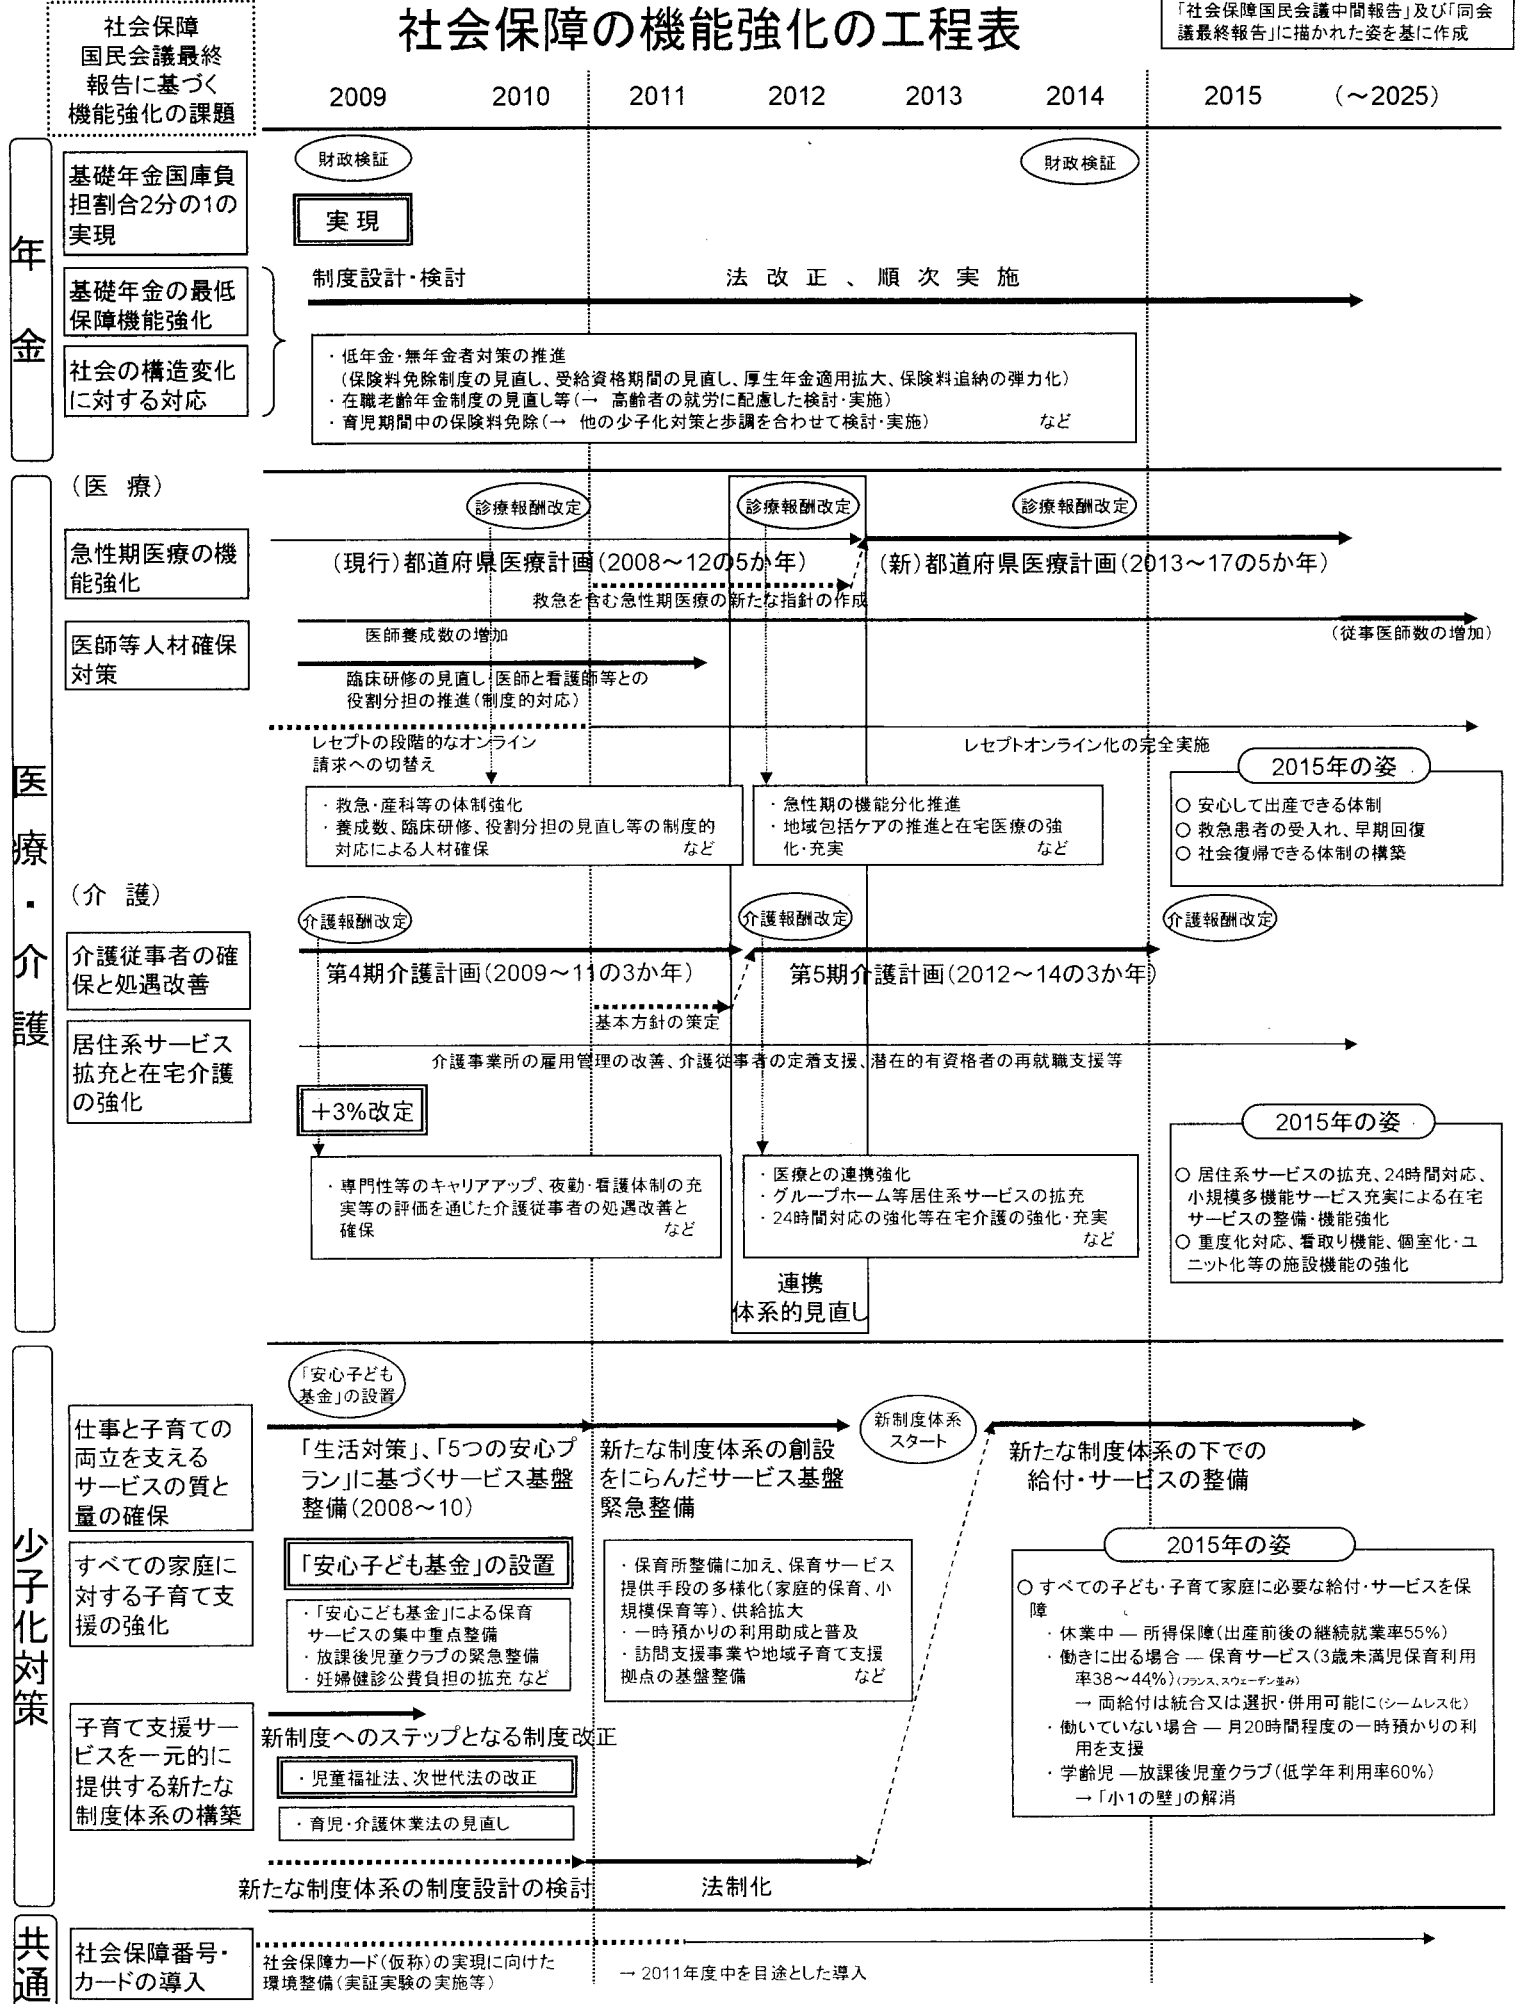 社会保障
国民会議最終
報告に基づく
機能強化の課題
社会保障の機能強化の工程表
「社会保障国民会議中間報告」及び「同会
議最終報告」に描かれた姿を基に作成
2009 2010 2011 2012 2013 2014 2015 (～2025)
年金
基礎年金国庫負
担割合2分の1の
実現
財政検証
財政検証
実現
基礎年金の最低
保障機能強化
社会の構造変化
に対する対応
制度設計・検討
法改正、順次実施
・低年金・無年金者対策の推進
(保険料免除制度の見直し、受給資格期間の見直し、厚生年金適用拡大、保険料追納の弾力化)
・在職老齢年金制度の見直し等(→ 高齢者の就労に配慮した検討・実施)
・育児期間中の保険料免除(→ 他の少子化対策と歩調を合わせて検討・実施) など
医療・介護
(医 療)
診療報酬改定
診療報酬改定
診療報酬改定
急性期医療の機
能強化
(現行)都道府県医療計画(2008～12の5か年)
(新)都道府県医療計画(2013～17の5か年)
救急を含む急性期医療の新たな指針の作成
医師等人材確保
対策
医師養成数の増加
(従事医師数の増加)
臨床研修の見直し・医師と看護師等との
役割分担の推進(制度的対応)
レセプトの段階的なオンライン
請求への切替え
レセプトオンライン化の完全実施
・救急・産科等の体制強化
・養成数、臨床研修、役割分担の見直し等の制度的
対応による人材確保 など
・急性期の機能分化推進
・地域包括ケアの推進と在宅医療の強
化・充実 など
2015年の姿
○ 安心して出産できる体制
○ 救急患者の受入れ、早期回復
○ 社会復帰できる体制の構築
(介 護)
介護報酬改定
介護報酬改定
介護報酬改定
介護従事者の確
保と処遇改善
第4期介護計画(2009～11の3か年)
第5期介護計画(2012～14の3か年)
基本方針の策定
居住系サービス
拡充と在宅介護
の強化
介護事業所の雇用管理の改善、介護従事者の定着支援、潜在的有資格者の再就職支援等
+3%改定
・専門性等のキャリアアップ、夜勤・看護体制の充
実等の評価を通じた介護従事者の処遇改善と
確保 など
・医療との連携強化
・グループホーム等居住系サービスの拡充
・24時間対応の強化等在宅介護の強化・充実
など
2015年の姿
○ 居住系サービスの拡充、24時間対応、
小規模多機能サービス充実による在宅
サービスの整備・機能強化
○ 重度化対応、看取り機能、個室化・ユ
ニット化等の施設機能の強化
連携
体系的見直し
少子化対策
「安心子ども
基金」の設置
仕事と子育ての
両立を支える
サービスの質と
量の確保
「生活対策」、「5つの安心プ
ラン」に基づくサービス基盤
整備(2008～10)
新たな制度体系の創設
をにらんだサービス基盤
緊急整備
新制度体系
スタート
新たな制度体系の下での
給付・サービスの整備
すべての家庭に
対する子育て支
援の強化
「安心子ども基金」の設置
・「安心こども基金」による保育
サービスの集中重点整備
・放課後児童クラブの緊急整備
・妊婦健診公費負担の拡充 など
・保育所整備に加え、保育サービス
提供手段の多様化(家庭的保育、小
規模保育等)、供給拡大
・一時預かりの利用助成と普及
・訪問支援事業や地域子育て支援
拠点の基盤整備 など
2015年の姿
○ すべての子ども・子育て家庭に必要な給付・サービスを保
障
・休業中 ― 所得保障(出産前後の継続就業率55%)
・働きに出る場合 ― 保育サービス(3歳未満児保育利用
率38～44%)(フランス、スウェーデン並み)
→ 両給付は統合又は選択・併用可能に(シームレス化)
・働いていない場合 ― 月20時間程度の一時預かりの利
用を支援
・学齢児 ―放課後児童クラブ(低学年利用率60%)
→「小1の壁」の解消
子育て支援サー
ビスを一元的に
提供する新たな
制度体系の構築
新制度へのステップとなる制度改正
・児童福祉法、次世代法の改正
・育児・介護休業法の見直し
新たな制度体系の制度設計の検討
法制化
共通
社会保障番号・
カードの導入
社会保障カード(仮称)の実現に向けた
環境整備(実証実験の実施等)
→ 2011年度中を目途とした導入